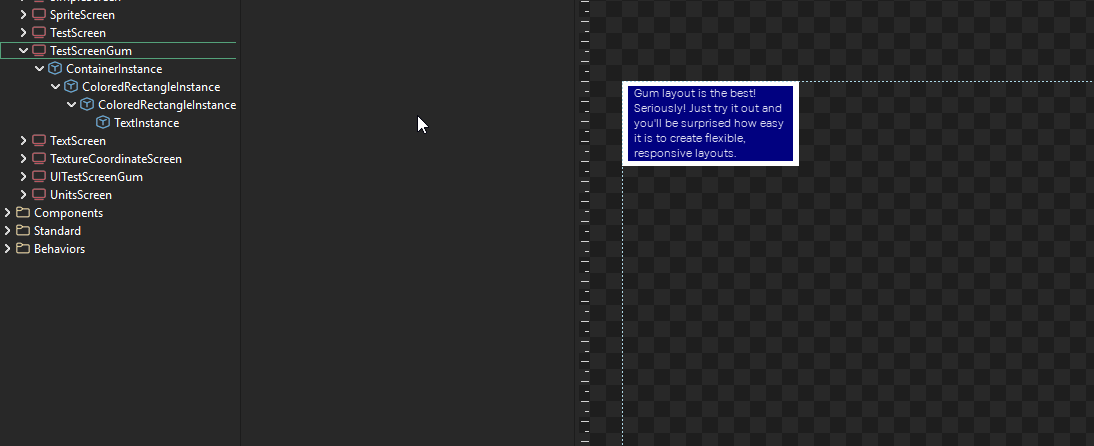 SpriteScreen
TestScreen
TestScreenGum
ContainerInstance
ColoredRectangleInstance
ColoredRectangleInstance
TextInstance
TextScreen
TextureCoordinateScreen
UITestScreenGum
UnitsScreen
Components
Standard
Behaviors
Gum layout is the best!
Seriously! Just try it out and
you'll be surprised how easy
it is to create flexible,
responsive layouts.